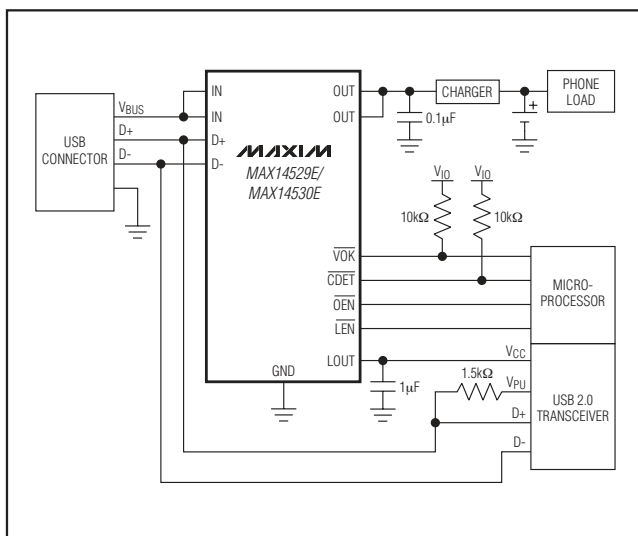 USB
CONNECTOR
VBUS
D+
D-
IN
IN
D+
D-
MAXIM
MAX14529E/
MAX14530E
OUT
OUT
VOK
CDET
OEN
LEN
LOUT
GND
0.1µF
CHARGER
+
PHONE
LOAD
VIO
VIO
10kΩ
10kΩ
MICRO-
PROCESSOR
1µF
1.5kΩ
VCC
VPU
D+
D-
USB 2.0
TRANSCEIVER